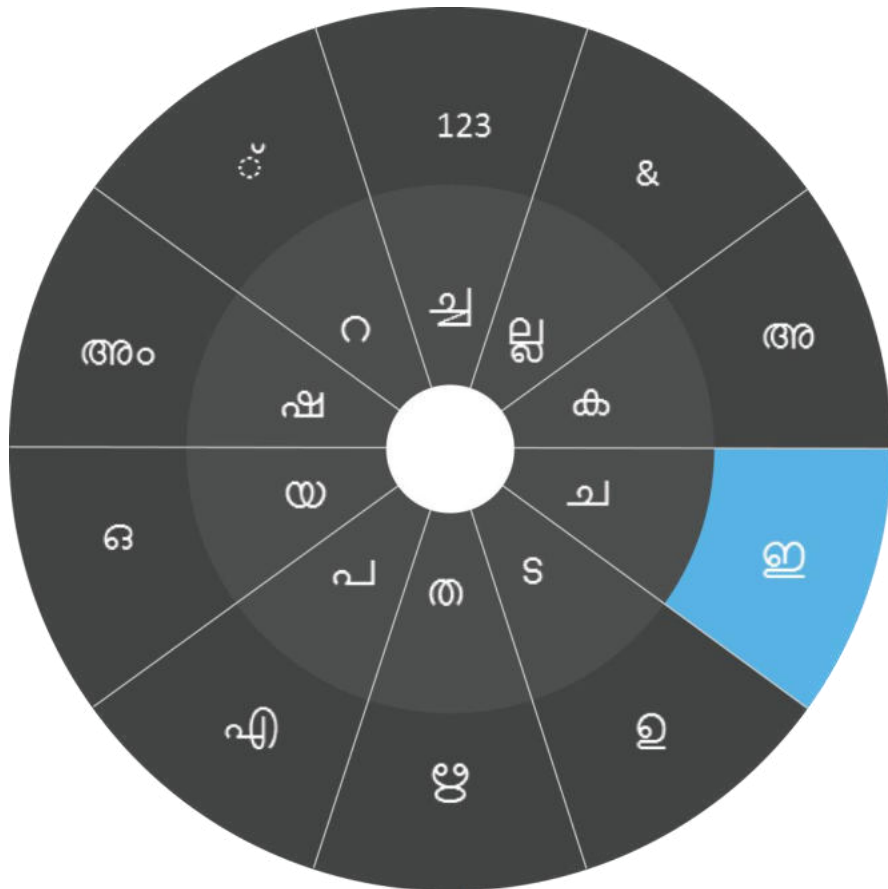 123
&
അ
ഇ
ഉ
ഋ
എ
ഒ
അം
്
ച്ച
ല്ല
ക
ച
ട
ത
പ
യ
ഷ
റ